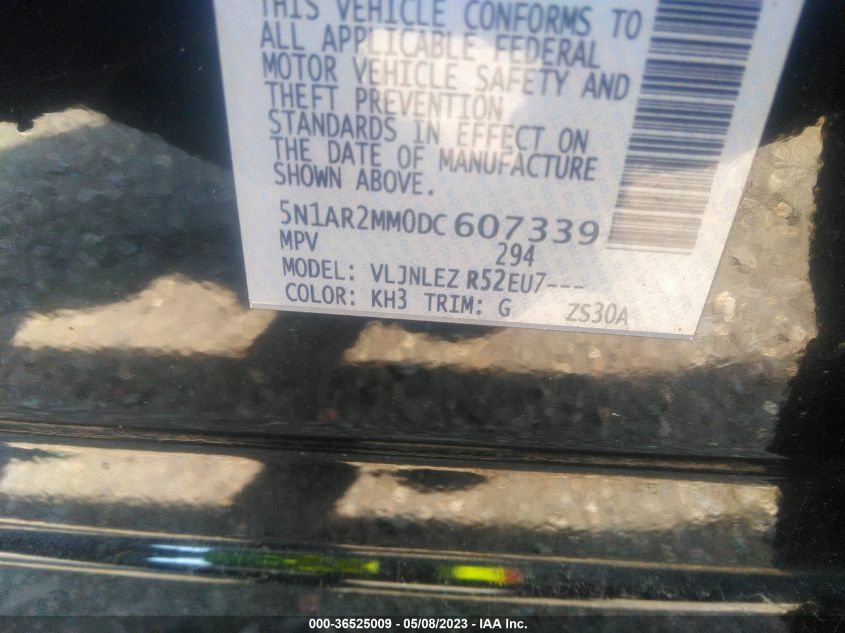 THIS VEHICLE CONFORMS TO
ALL APPLICABLE FEDERAL
MOTOR VEHICLE SAFETY AND
THEFT PREVENTION
STANDARDS IN EFFECT ON
THE DATE OF MANUFACTURE
SHOWN ABOVE.
5N1AR2MM0DC 607339
MPV 294
MODEL: VLJNLEZ R52EU7---
COLOR: KH3 TRIM: G ZS30A
000-36525009 - 05/08/2023 - IAA Inc.